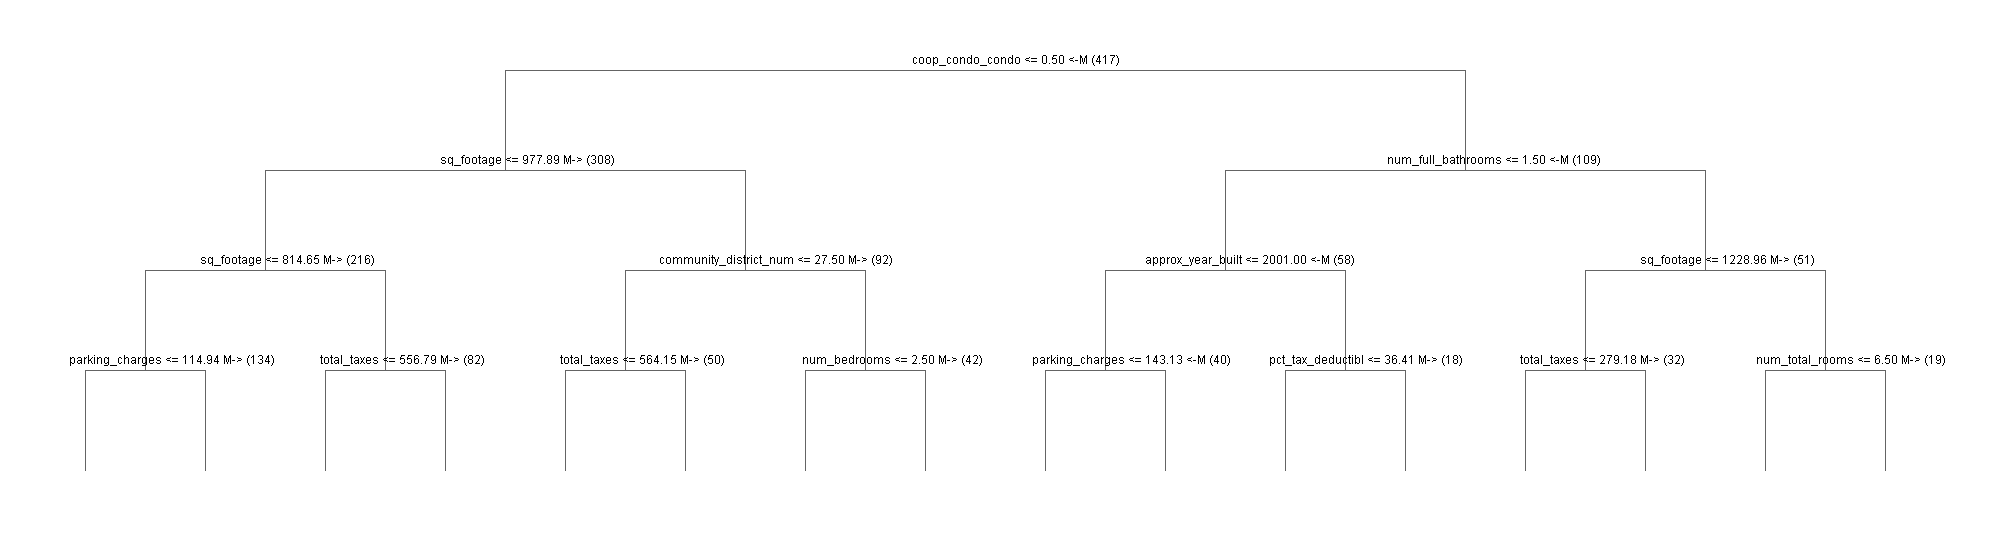 coop_condo_condo <= 0.50 <-M (417)
sq_footage <= 977.89 M-> (308)
num_full_bathrooms <= 1.50 <-M (109)
sq_footage <= 814.65 M-> (216)
community_district_num <= 27.50 M-> (92)
approx_year_built <= 2001.00 <-M (58)
sq_footage <= 1228.96 M-> (51)
parking_charges <= 114.94 M-> (134)
total_taxes <= 556.79 M-> (82)
total_taxes <= 564.15 M-> (50)
num_bedrooms <= 2.50 M-> (42)
parking_charges <= 143.13 <-M (40)
pct_tax_deductibl <= 36.41 M-> (18)
total_taxes <= 279.18 M-> (32)
num_total_rooms <= 6.50 M-> (19)